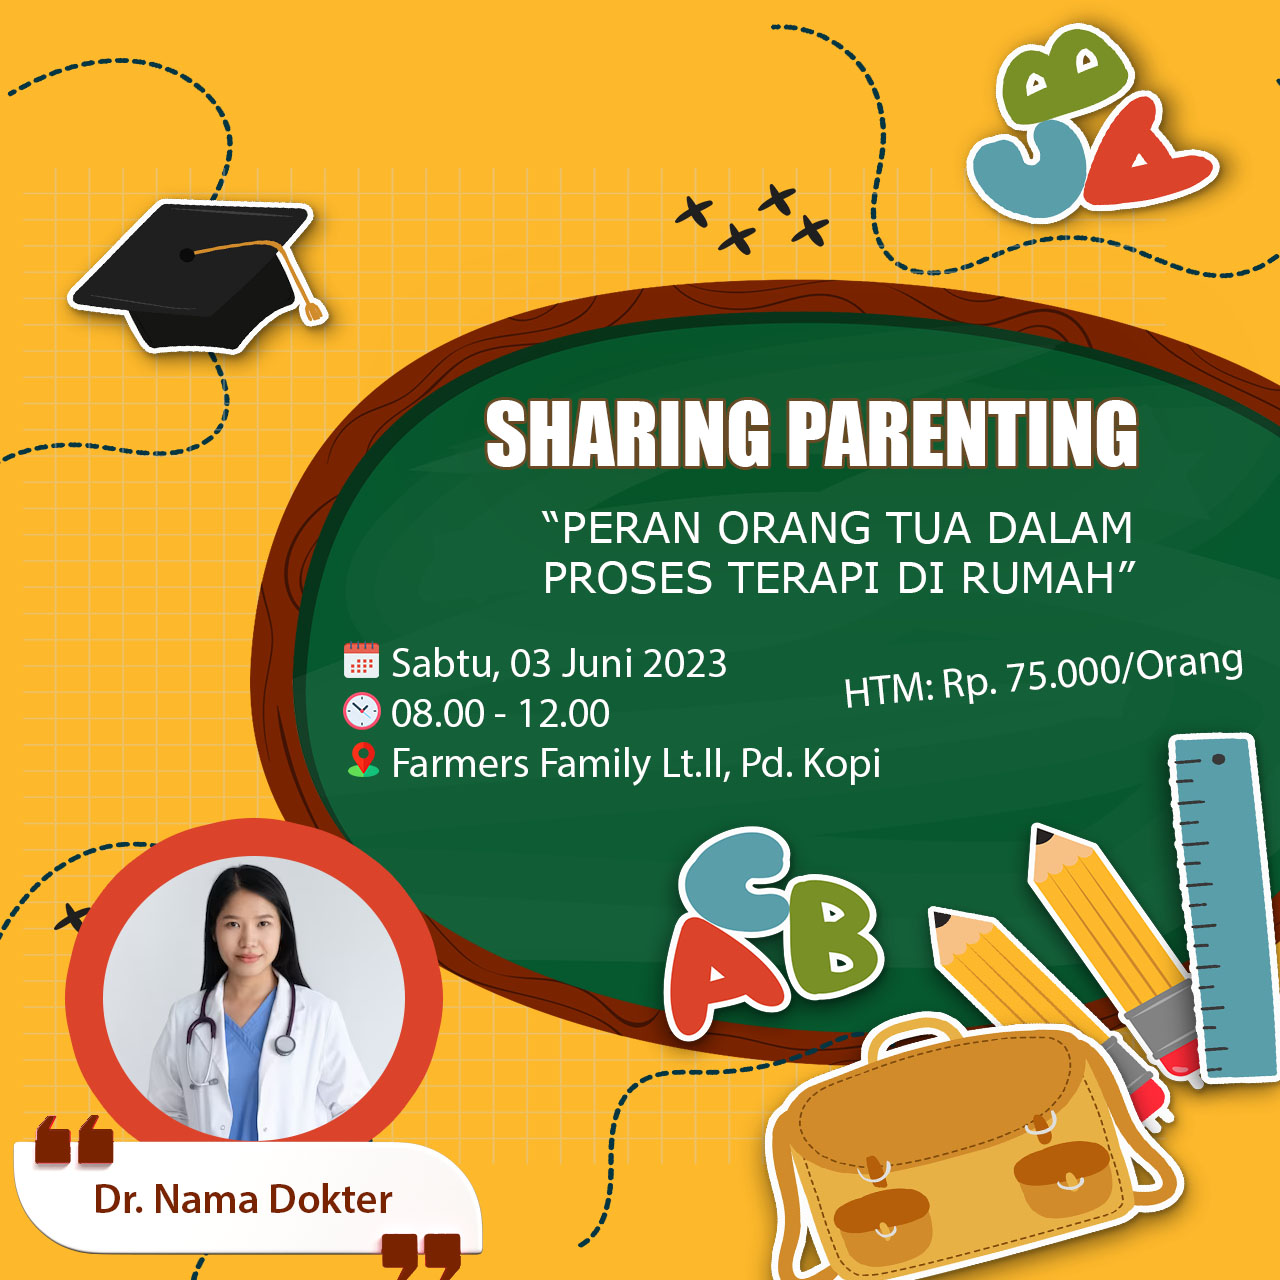 SHARING PARENTING
“PERAN ORANG TUA DALAM
PROSES TERAPI DI RUMAH”
Sabtu, 03 Juni 2023
08.00 - 12.00
Farmers Family Lt.II, Pd. Kopi
HTM: Rp. 75.000/Orang
Dr. Nama Dokter
A B C
A C B